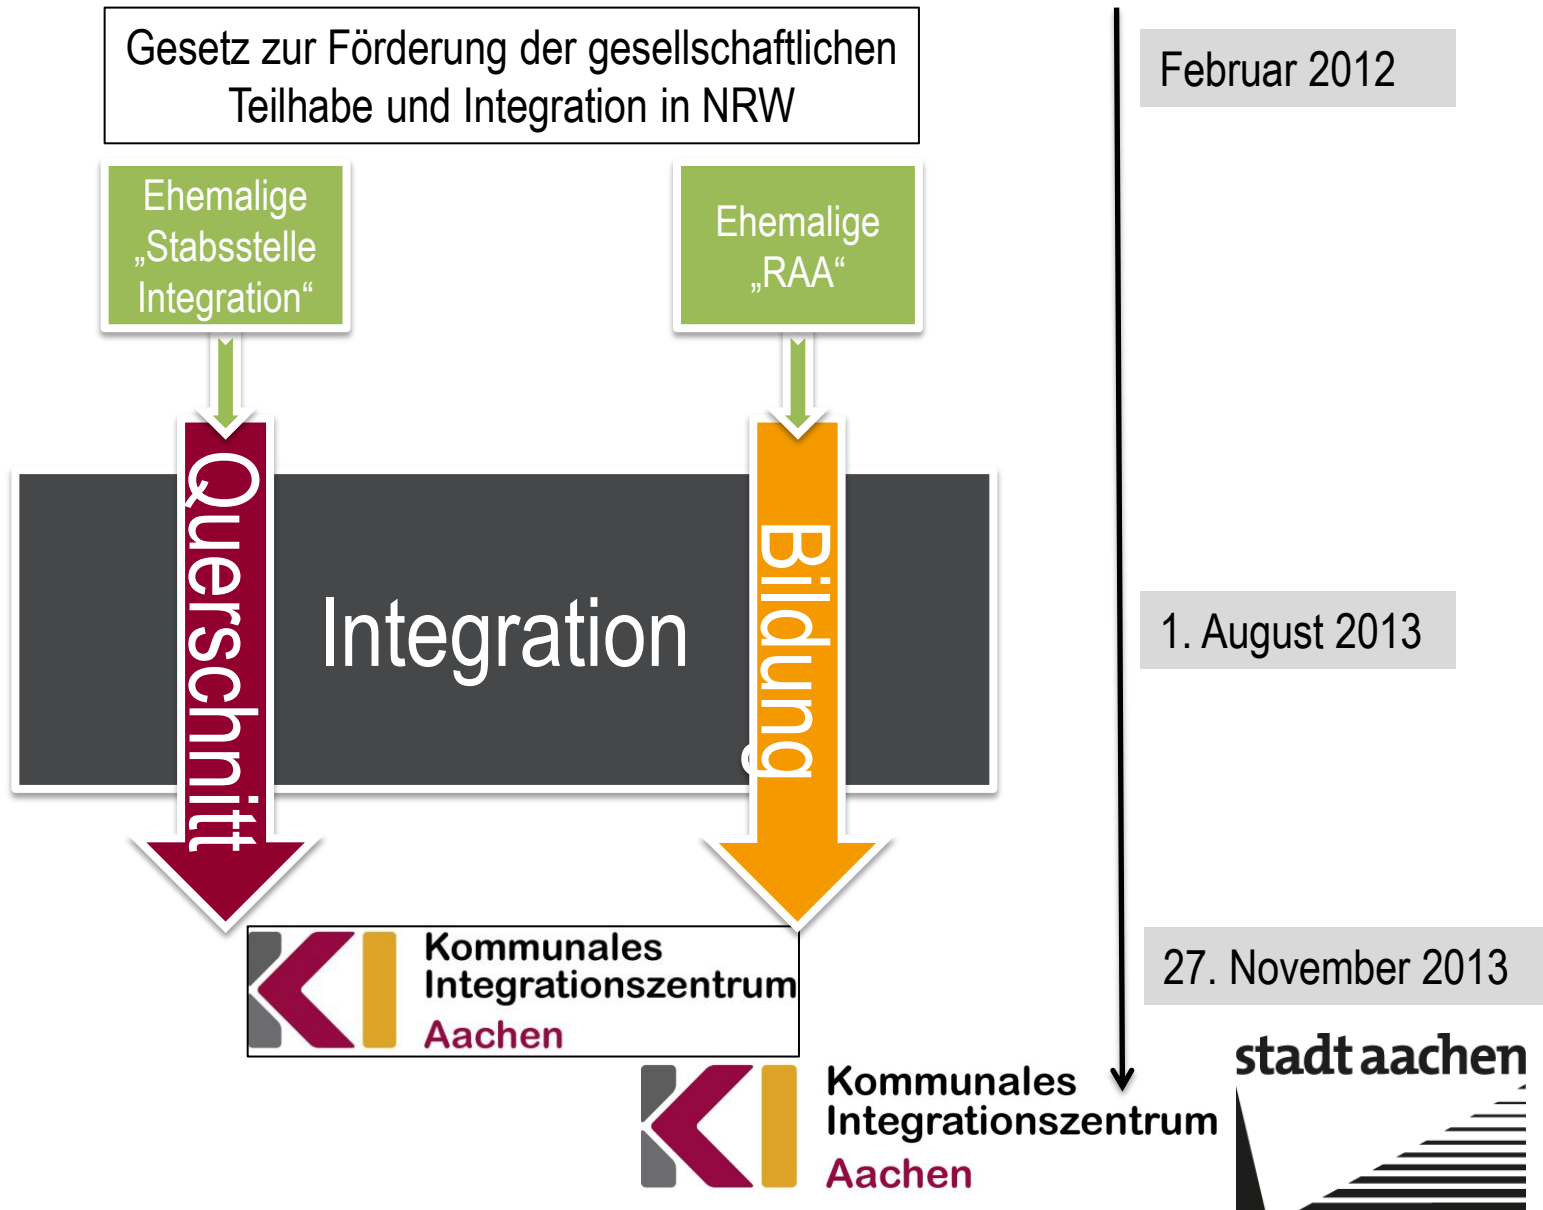 Gesetz zur Förderung der gesellschaftlichen
Teilhabe und Integration in NRW
Februar 2012
Ehemalige
„Stabsstelle
Integration“
Ehemalige
„RAA“
Querschnitt
Integration
Bildung
1. August 2013
Kommunales
Integrationszentrum
Aachen
27. November 2013
Kommunales
Integrationszentrum
Aachen
stadt aachen